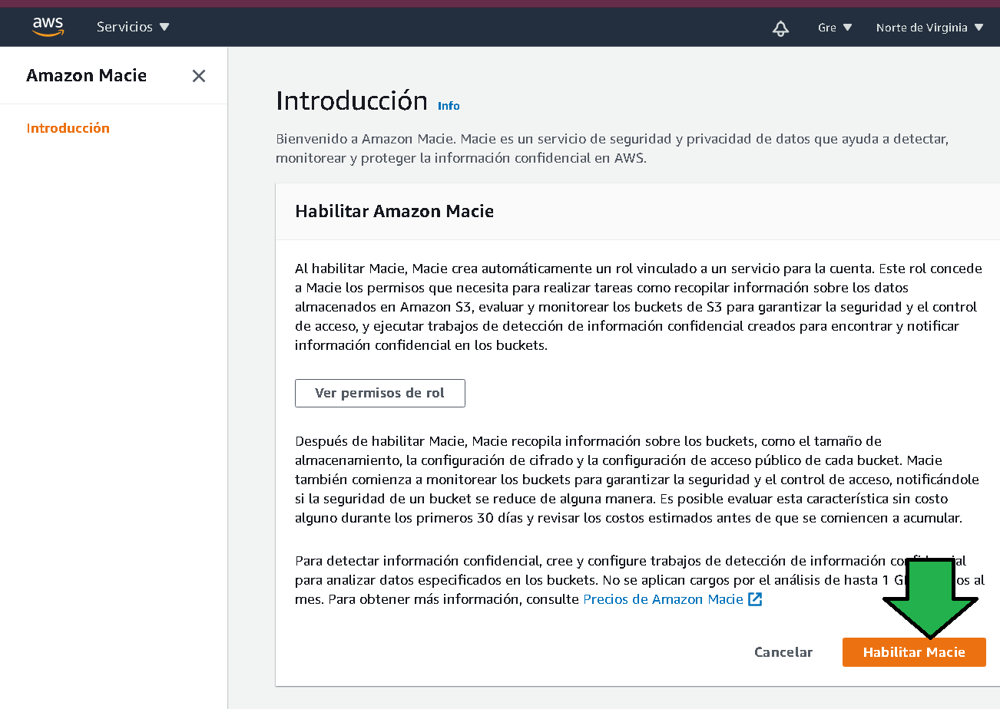 aws Servicios Gre Norte de Virginia
Amazon Macie
Introducción
Introducción Info
Bienvenido a Amazon Macie. Macie es un servicio de seguridad y privacidad de datos que ayuda a detectar,
monitorear y proteger la información confidencial en AWS.
Habilitar Amazon Macie
Al habilitar Macie, Macie crea automáticamente un rol vinculado a un servicio para la cuenta. Este rol concede
a Macie los permisos que necesita para realizar tareas como recopilar información sobre los datos
almacenados en Amazon S3, evaluar y monitorear los buckets de S3 para garantizar la seguridad y el control
de acceso, y ejecutar trabajos de detección de información confidencial creados para encontrar y notificar
información confidencial en los buckets.
Ver permisos de rol
Después de habilitar Macie, Macie recopila información sobre los buckets, como el tamaño de
almacenamiento, la configuración de cifrado y la configuración de acceso público de cada bucket. Macie
también comienza a monitorear los buckets para garantizar la seguridad y el control de acceso, notificándole
si la seguridad de un bucket se reduce de alguna manera. Es posible evaluar esta característica sin costo
alguno durante los primeros 30 días y revisar los costos estimados antes de que se comiencen a acumular.
Para detectar información confidencial, cree y configure trabajos de detección de información confidencial
para analizar datos especificados en los buckets. No se aplican cargos por el análisis de hasta 1 al
mes. Para obtener más información, consulte Precios de Amazon Macie
Cancelar Habilitar Macie